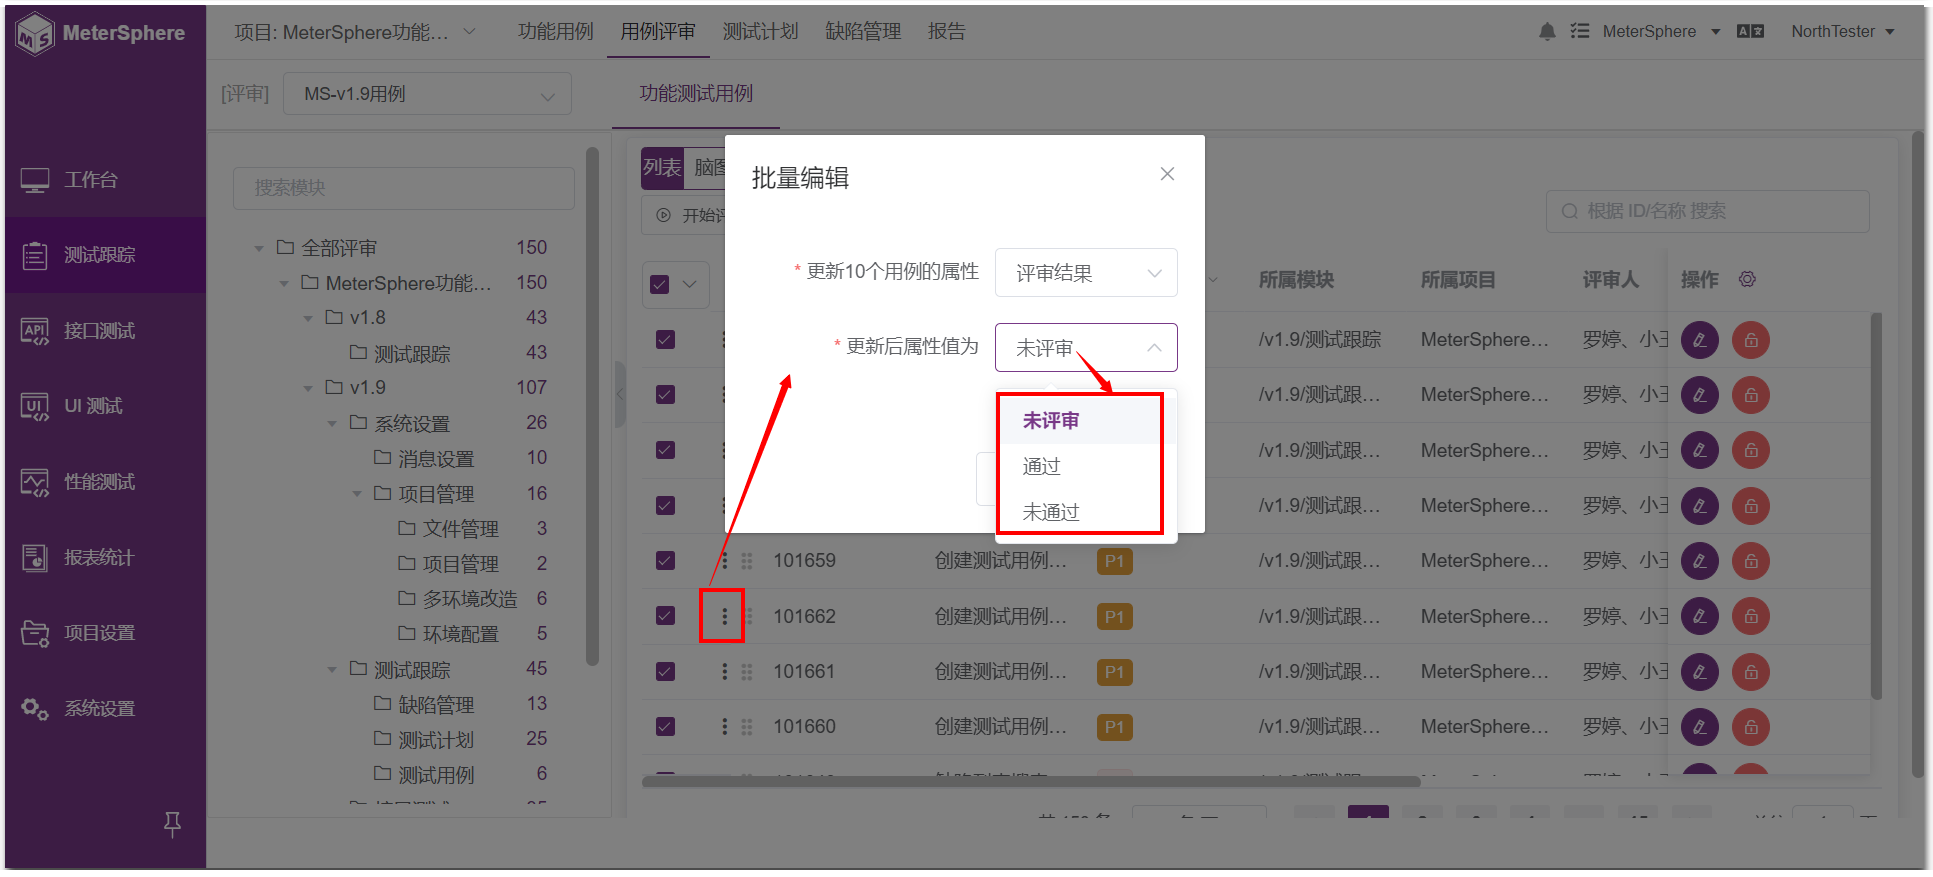 MeterSphere
项目: MeterSphere功能...
功能用例
用例评审
测试计划
缺陷管理
报告
MeterSphere
NorthTester
[评审]
MS-v1.9用例
功能测试用例
工作台
测试跟踪
接口测试
UI 测试
性能测试
报表统计
项目设置
系统设置
搜索模块
全部评审 150
MeterSphere功能... 150
v1.8 43
测试跟踪 43
v1.9 107
系统设置 26
消息设置 10
项目管理 16
文件管理 3
项目管理 2
多环境改造 6
环境配置 5
测试跟踪 45
缺陷管理 13
测试计划 25
测试用例 6
列表 脑图
开始评
根据 ID/名称 搜索
批量编辑
* 更新10个用例的属性 评审结果
* 更新后属性值为 未评审
未评审
通过
未通过
所属模块 所属项目 评审人 操作
/v1.9/测试跟踪 MeterSphere... 罗婷、小王
/v1.9/测试跟... MeterSphere... 罗婷、小王
/v1.9/测试跟... MeterSphere... 罗婷、小王
/v1.9/测试跟... MeterSphere... 罗婷、小王
101659 创建测试用例... P1 /v1.9/测试跟... MeterSphere... 罗婷、小王
101662 创建测试用例... P1 /v1.9/测试跟... MeterSphere... 罗婷、小王
101661 创建测试用例... P1 /v1.9/测试跟... MeterSphere... 罗婷、小王
101660 创建测试用例... P1 /v1.9/测试跟... MeterSphere... 罗婷、小王